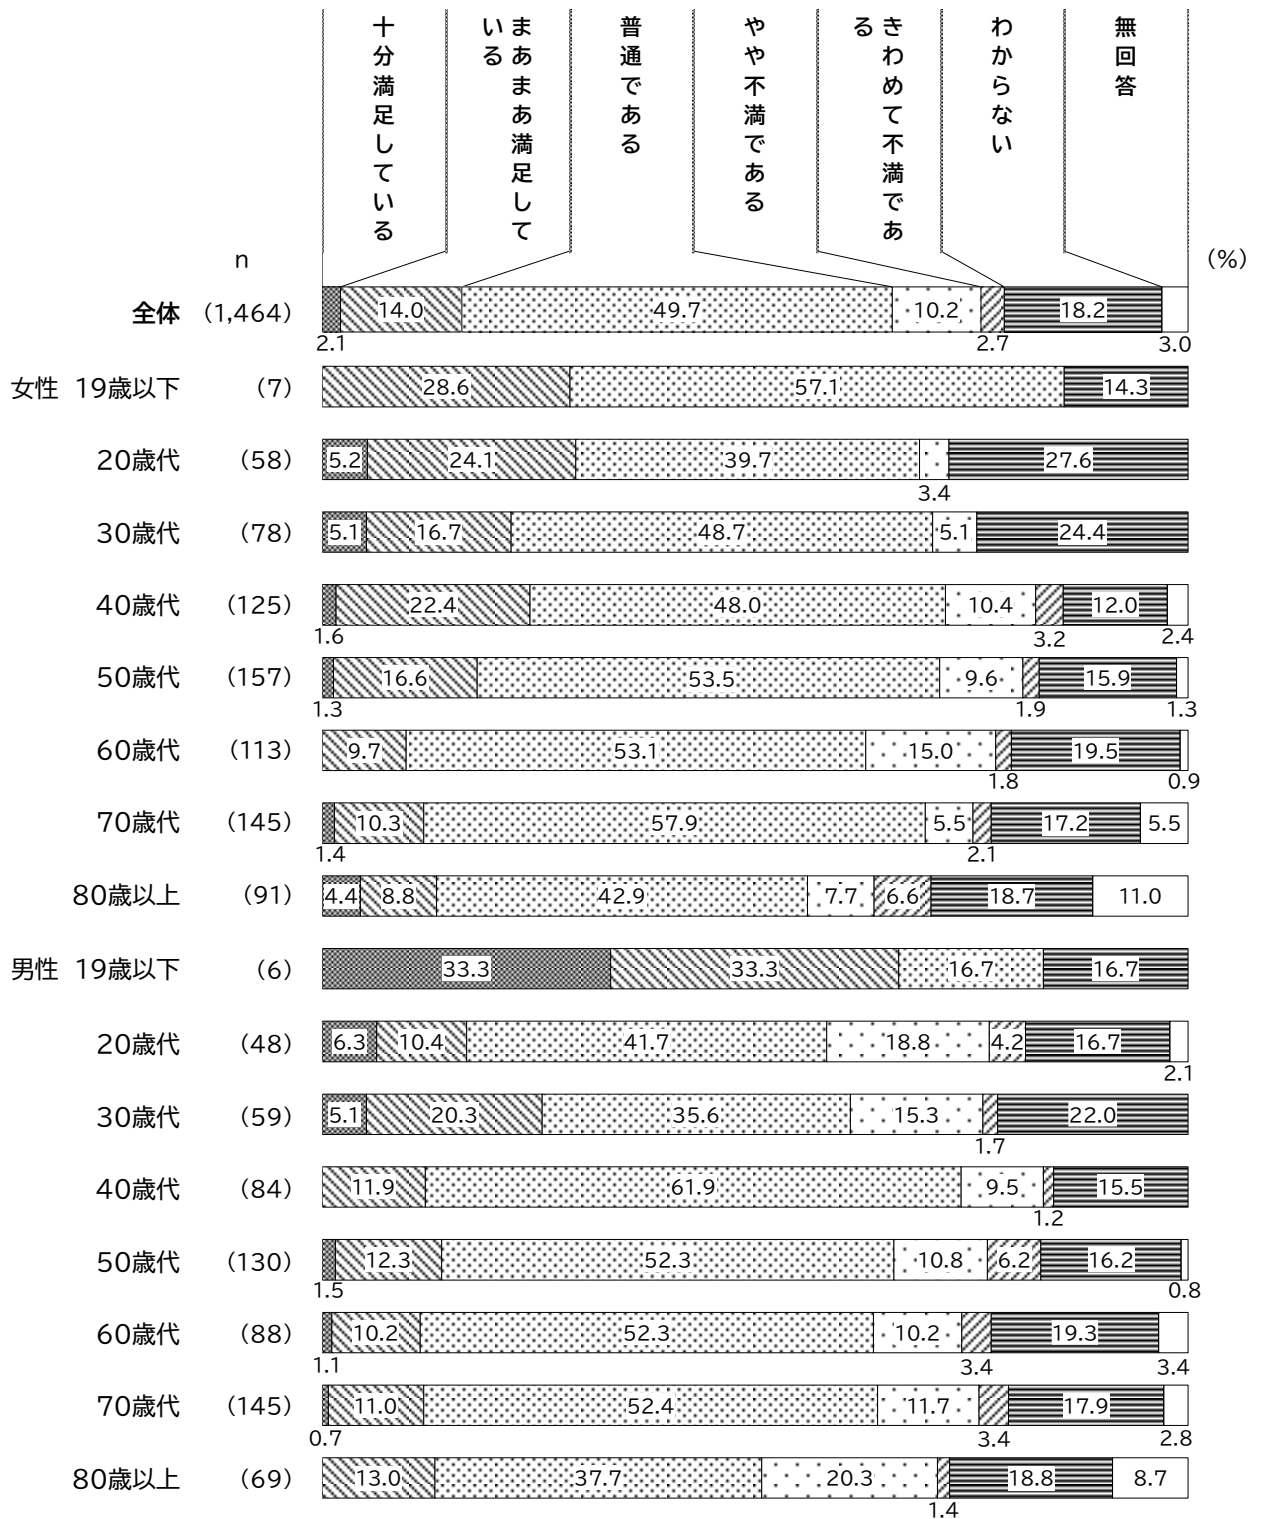 十分満足している
まあまあ満足して
いる
普通である
やや不満である
きわめて不満であ
る
わからない
無回答
n
(%)
全体 (1,464) 14.0 49.7 10.2 18.2
2.1 2.7 3.0
女性 19歳以下 (7) 28.6 57.1 14.3
20歳代 (58) 5.2 24.1 39.7 27.6
3.4
30歳代 (78) 5.1 16.7 48.7 5.1 24.4
40歳代 (125) 22.4 48.0 10.4 12.0
1.6 3.2 2.4
50歳代 (157) 16.6 53.5 9.6 15.9
1.3 1.9 1.3
60歳代 (113) 9.7 53.1 15.0 19.5
1.8 0.9
70歳代 (145) 10.3 57.9 5.5 17.2 5.5
1.4 2.1
80歳以上 (91) 4.4 8.8 42.9 7.7 6.6 18.7 11.0
男性 19歳以下 (6) 33.3 33.3 16.7 16.7
20歳代 (48) 6.3 10.4 41.7 18.8 4.2 16.7
2.1
30歳代 (59) 5.1 20.3 35.6 15.3 22.0
1.7
40歳代 (84) 11.9 61.9 9.5 15.5
1.2
50歳代 (130) 12.3 52.3 10.8 6.2 16.2
1.5 0.8
60歳代 (88) 10.2 52.3 10.2 19.3
1.1 3.4 3.4
70歳代 (145) 11.0 52.4 11.7 17.9
0.7 3.4 2.8
80歳以上 (69) 13.0 37.7 20.3 18.8 8.7
1.4